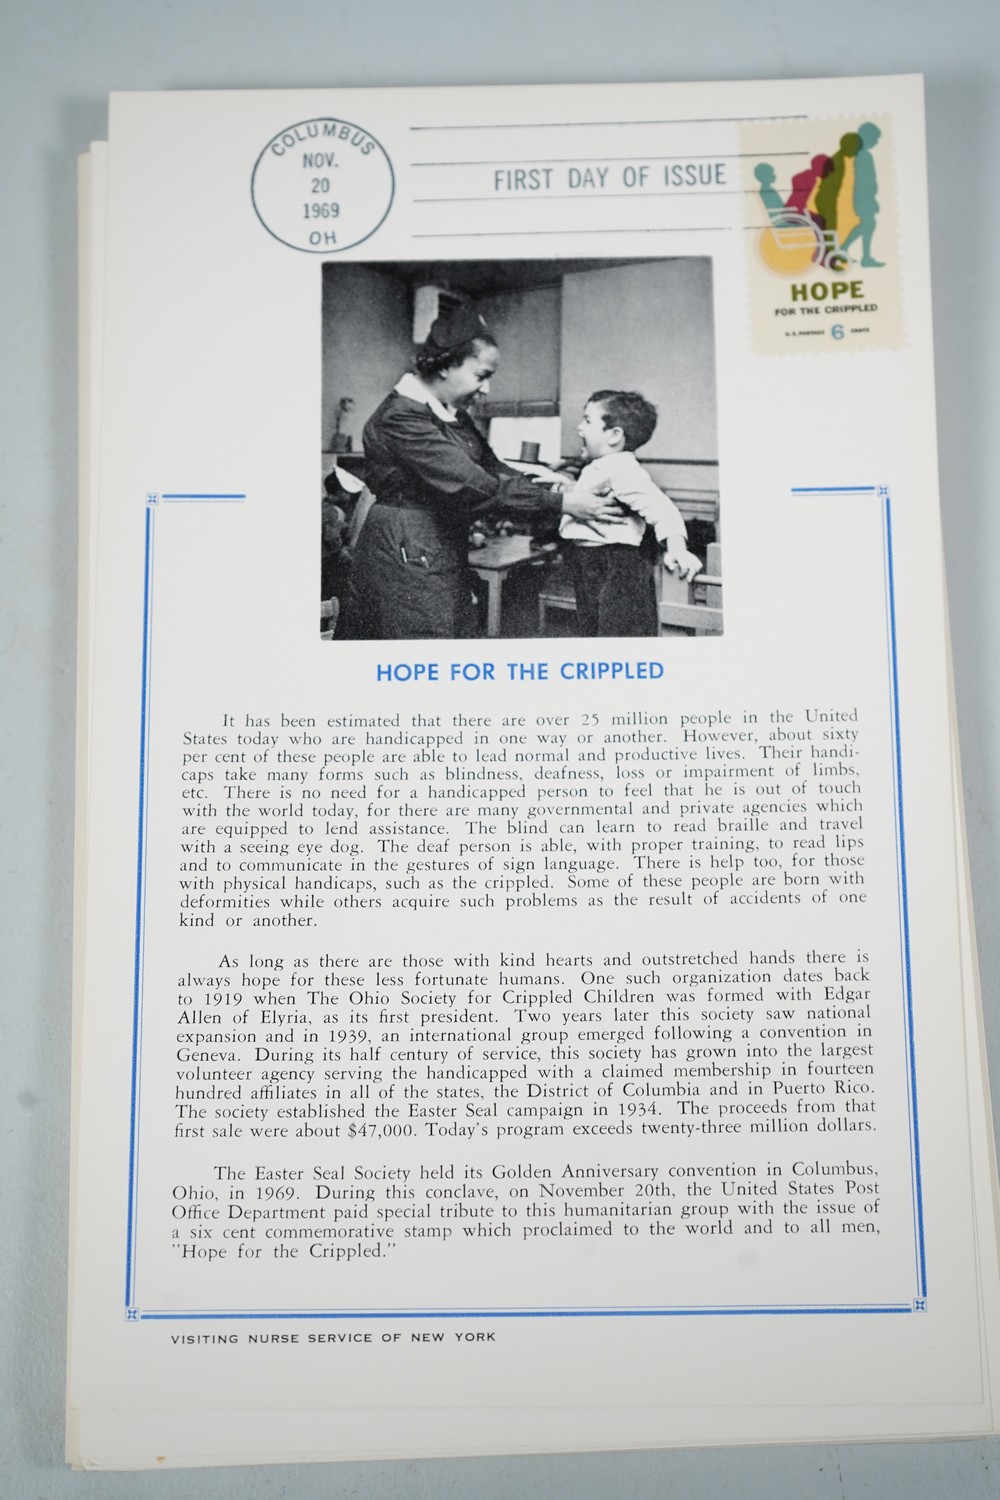 COLUMBUS
NOV.
20
1969
OH
FIRST DAY OF ISSUE
HOPE
FOR THE CRIPPLED
U.S. POSTAGE 6 CENTS
HOPE FOR THE CRIPPLED
It has been estimated that there are over 25 million people in the United
States today who are handicapped in one way or another. However, about sixty
per cent of these people are able to lead normal and productive lives. Their handi-
caps take many forms such as blindness, deafness, loss or impairment of limbs,
etc. There is no need for a handicapped person to feel that he is out of touch
with the world today, for there are many governmental and private agencies which
are equipped to lend assistance. The blind can learn to read braille and travel
with a seeing eye dog. The deaf person is able, with proper training, to read lips
and to communicate in the gestures of sign language. There is help too, for those
with physical handicaps, such as the crippled. Some of these people are born with
deformities while others acquire such problems as the result of accidents of one
kind or another.
As long as there are those with kind hearts and outstretched hands there is
always hope for these less fortunate humans. One such organization dates back
to 1919 when The Ohio Society for Crippled Children was formed with Edgar
Allen of Elyria, as its first president. Two years later this society saw national
expansion and in 1939, an international group emerged following a convention in
Geneva. During its half century of service, this society has grown into the largest
volunteer agency serving the handicapped with a claimed membership in fourteen
hundred affiliates in all of the states, the District of Columbia and in Puerto Rico.
The society established the Easter Seal campaign in 1934. The proceeds from that
first sale were about $47,000. Today's program exceeds twenty-three million dollars.
The Easter Seal Society held its Golden Anniversary convention in Columbus,
Ohio, in 1969. During this conclave, on November 20th, the United States Post
Office Department paid special tribute to this humanitarian group with the issue of
a six cent commemorative stamp which proclaimed to the world and to all men,
"Hope for the Crippled."
VISITING NURSE SERVICE OF NEW YORK